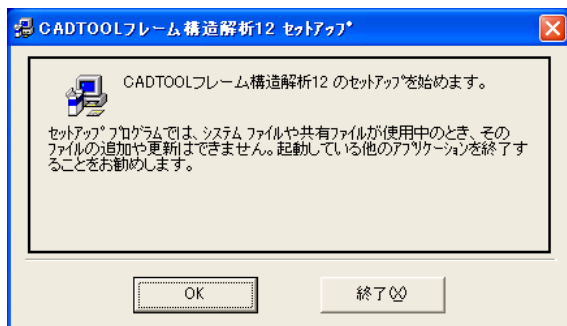 CADTOOLフレーム構造解析12 セットアップ
CADTOOLフレーム構造解析12 のセットアップを始めます。
セットアップ プログラムでは、システム ファイルや共有ファイルが使用中のとき、その
ファイルの追加や更新はできません。起動している他のアプリケーションを終了す
ることをお勧めします。
OK
終了(X)